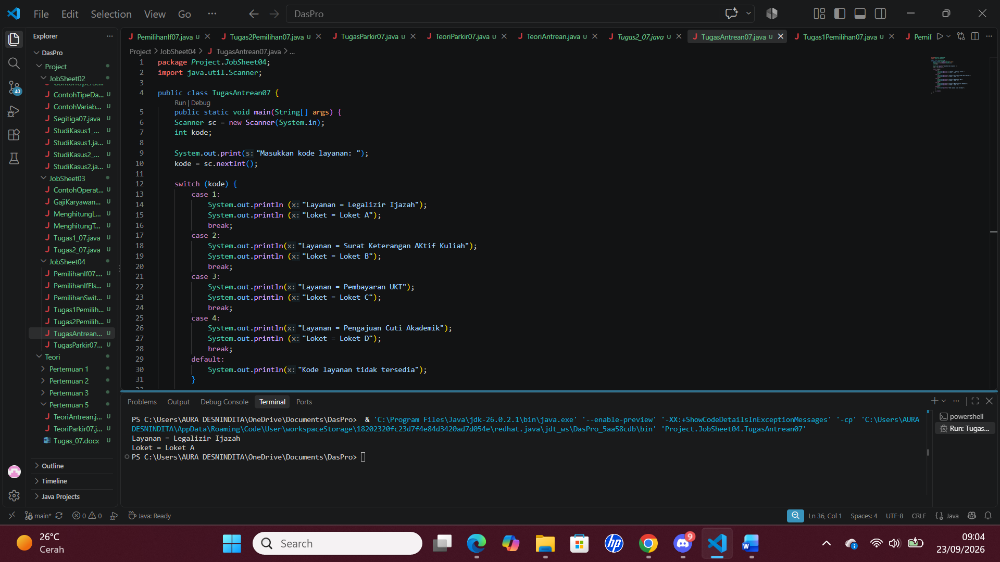 File Edit Selection View Go ··· DasPro
Explorer ···
PemilihanIf07.java U Tugas2Pemilihan07.java U TugasParkir07.java U TeoriParkir07.java U TeoriAntrean.java U Tugas2_07.java U TugasAntrean07.java U Tugas1Pemilihan07.java U Pemil
Project > JobSheet04 > TugasAntrean07.java > ...
DasPro
Project
JobSheet02
ContohTipeDa... U
ContohVariab... U
Segitiga07.java U
StudiKasus1_... U
StudiKasus1.ja... U
StudiKasus2_... U
StudiKasus2.ja... U
JobSheet03
ContohOperat... U
GajiKaryawan... U
MenghitungL... U
MenghitungT... U
Tugas1_07.java U
Tugas2_07.java U
JobSheet04
PemilihanIf07.... U
PemilihanIfEls... U
PemilihanSwit... U
Tugas1Pemilih... U
Tugas2Pemilih... U
TugasAntrean... U
TugasParkir07... U
Teori
Pertemuan 1
Pertemuan 2
Pertemuan 3
Pertemuan 5
TeoriAntrean.j... U
TeoriParkir07.j... U
Tugas_07.docx U
Outline
Timeline
Java Projects
40
1 package Project.JobSheet04;
2 import java.util.Scanner;
3
4 public class TugasAntrean07 {
Run | Debug
5 public static void main(String[] args) {
6 Scanner sc = new Scanner(System.in);
7 int kode;
8
9 System.out.print(s: "Masukkan kode layanan: ");
10 kode = sc.nextInt();
11
12 switch (kode) {
13 case 1:
14 System.out.println (x: "Layanan = Legalizir Ijazah");
15 System.out.println (x: "Loket = Loket A");
16 break;
17 case 2:
18 System.out.println(x: "Layanan = Surat Keterangan AKtif Kuliah");
19 System.out.println (x: "Loket = Loket B");
20 break;
21 case 3:
22 System.out.println(x: "Layanan = Pembayaran UKT");
23 System.out.println (x: "Loket = Loket C");
24 break;
25 case 4:
26 System.out.println(x: "Layanan = Pengajuan Cuti Akademik");
27 System.out.println (x: "Loket = Loket D");
28 break;
29 default:
30 System.out.println(x: "Kode layanan tidak tersedia");
31 }
Problems Output Debug Console Terminal Ports
PS C:\Users\AURA DESNINDITA\OneDrive\Documents\DasPro> & 'C:\Program Files\Java\jdk-26.0.2.1\bin\java.exe' '--enable-preview' '-XX:+ShowCodeDetailsInExceptionMessages' '-cp' 'C:\Users\AURA
DESNINDITA\AppData\Roaming\Code\User\workspaceStorage\18202320fc23d7f4e84d3420ad7d054e\redhat.java\jdt_ws\DasPro_5aa58cdb\bin' 'Project.JobSheet04.TugasAntrean07'
Layanan = Legalizir Ijazah
Loket = Loket A
PS C:\Users\AURA DESNINDITA\OneDrive\Documents\DasPro>
powershell
Run: Tugas...
main* 0 0 Java: Ready
Ln 36, Col 1 Spaces: 4 UTF-8 CRLF {} Java
26°C
Cerah
Search
hp
9
W
09:04
23/09/2026